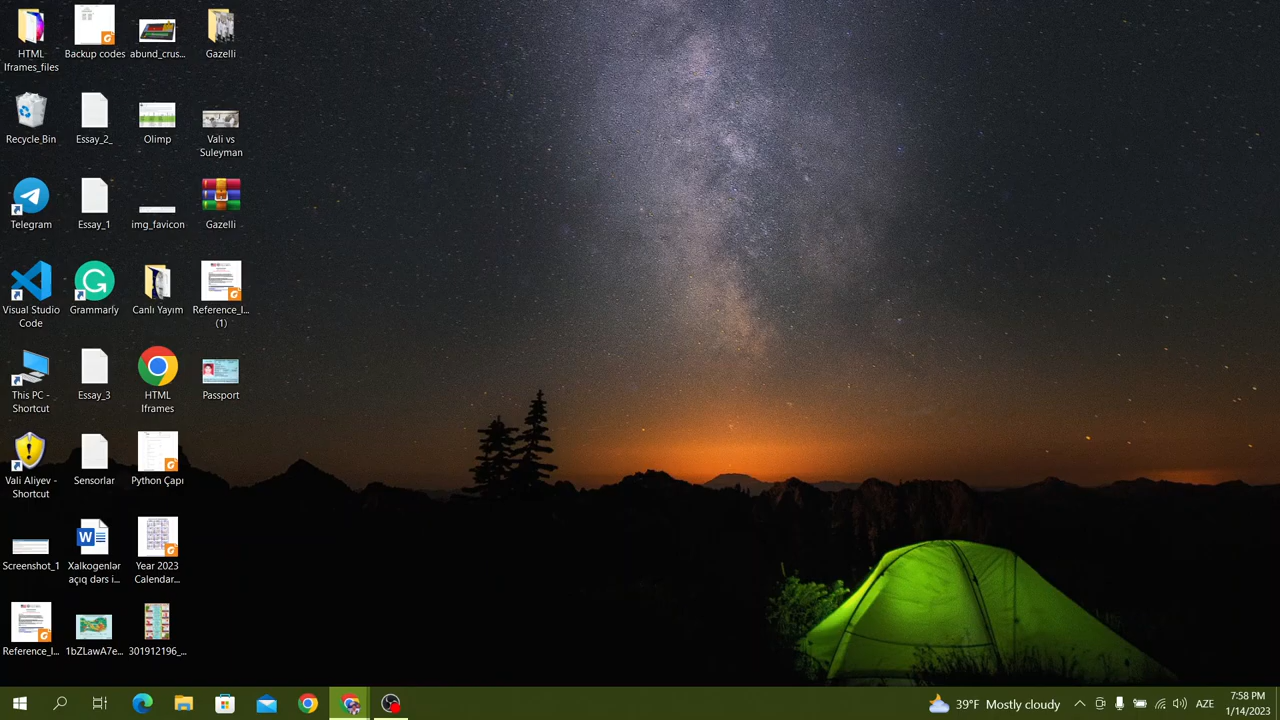 HTML
Iframes_files
Backup codes
abund_crus...
Gazelli
Recycle Bin
Essay_2_
Olimp
Vali vs
Suleyman
Telegram
Essay_1
img_favicon
Gazelli
Visual Studio
Code
Grammarly
Canlı Yayım
Reference_I...
(1)
This PC -
Shortcut
Essay_3
HTML
Iframes
Passport
Vali Aliyev -
Shortcut
Sensorlar
Python Çapı
Screenshot_1
Xalkogenlər
açıq dərs i...
Year 2023
Calendar...
Reference_I...
1bZLawA7e...
301912196_...
39°F Mostly cloudy
AZE
7:58 PM
1/14/2023